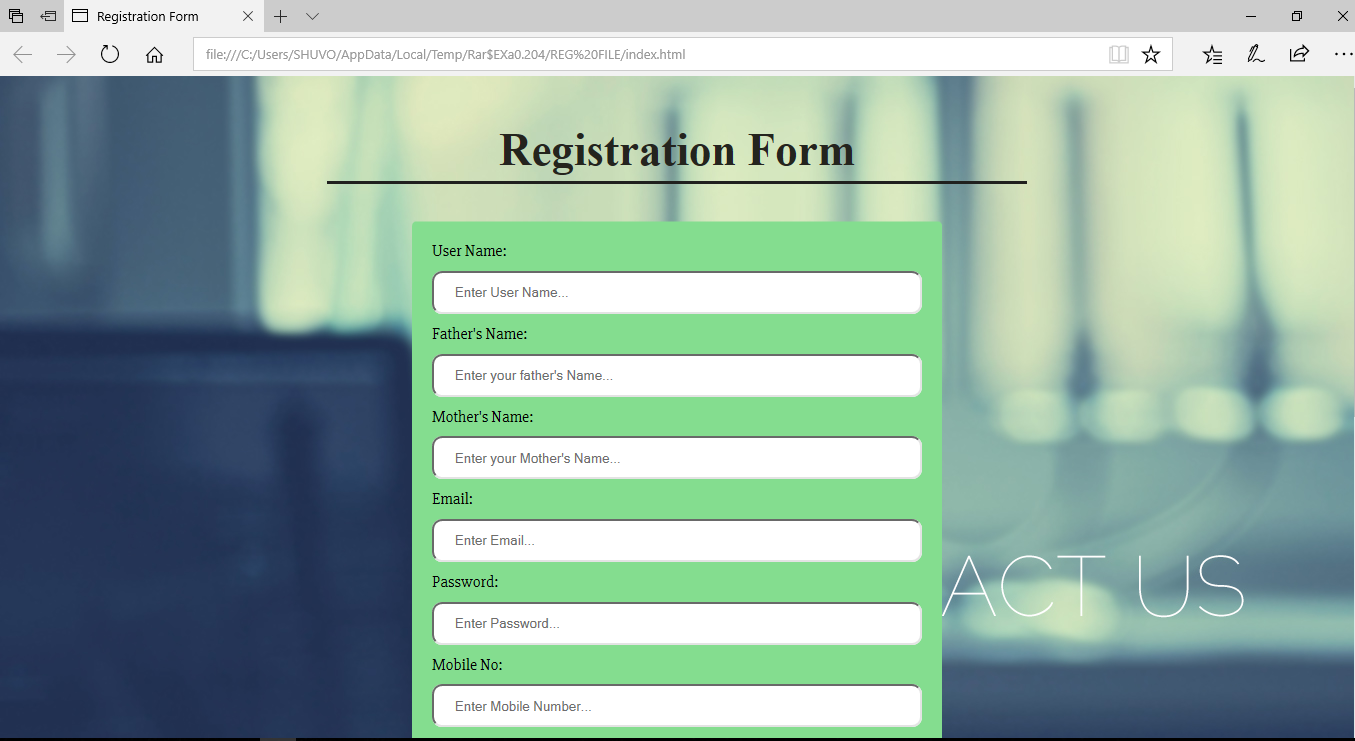 Registration Form
file:///C:/Users/SHUVO/AppData/Local/Temp/Rar$EXa0.204/REG%20FILE/index.html
Registration Form
User Name:
Enter User Name...
Father's Name:
Enter your father's Name...
Mother's Name:
Enter your Mother's Name...
Email:
Enter Email...
ACT US
Password:
Enter Password...
Mobile No:
Enter Mobile Number...